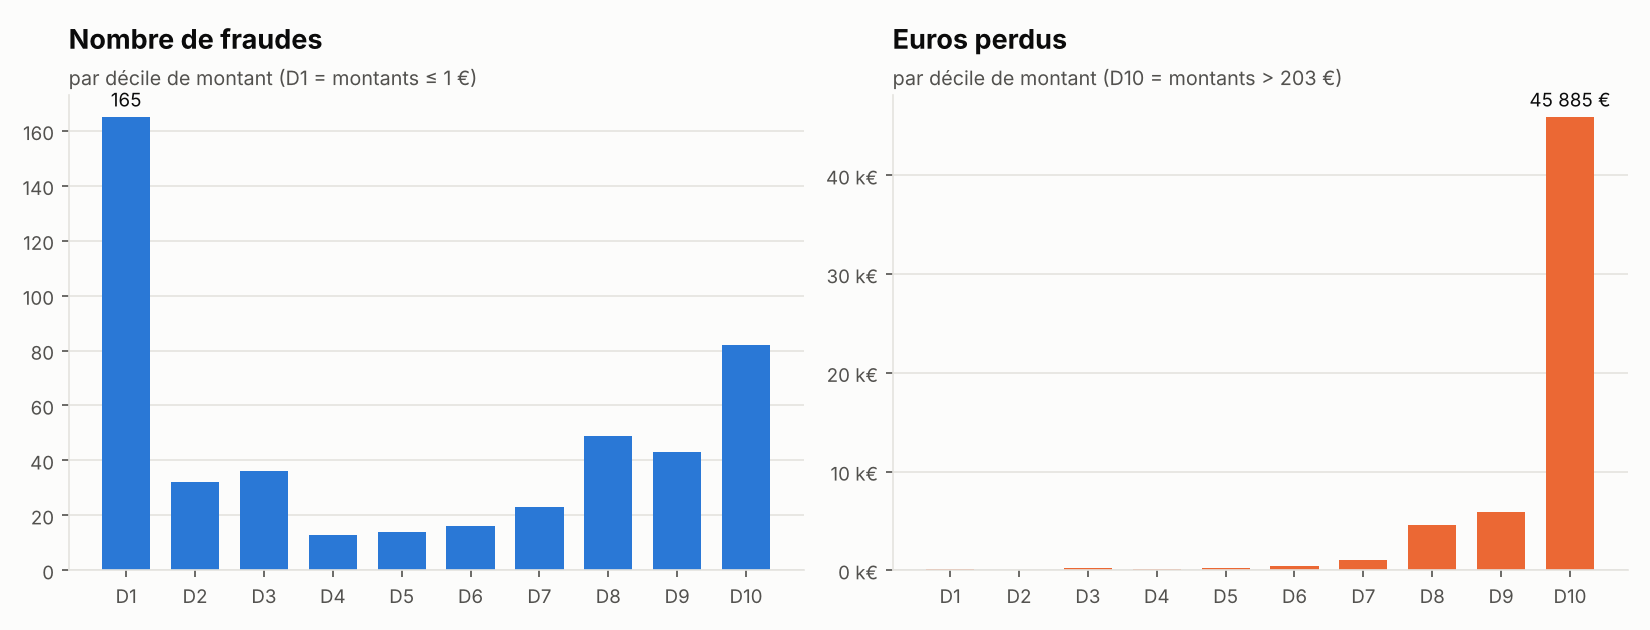 Nombre de fraudes
par décile de montant (D1 = montants ≤ 1 €)
165
160
140
120
100
80
60
40
20
0
D1 D2 D3 D4 D5 D6 D7 D8 D9 D10
Euros perdus
par décile de montant (D10 = montants > 203 €)
45 885 €
40 k€
30 k€
20 k€
10 k€
0 k€
D1 D2 D3 D4 D5 D6 D7 D8 D9 D10